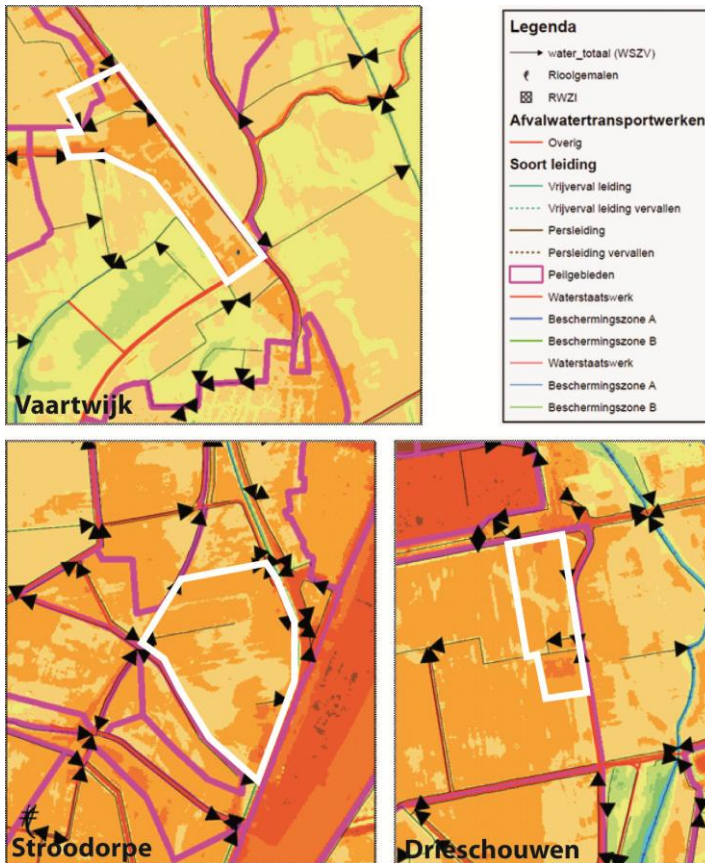 Vaartwijk
Legenda
water_totaal (WSZV)
Rioolgemalen
RWZI
Afvalwatertransportwerken
Overig
Soort leiding
Vrijverval leiding
Vrijverval leiding vervallen
Persleiding
Persleiding vervallen
Peilgebieden
Waterstaatswerk
Beschermingszone A
Beschermingszone B
Waterstaatswerk
Beschermingszone A
Beschermingszone B
#
Stroodorpe
Drieschouwen